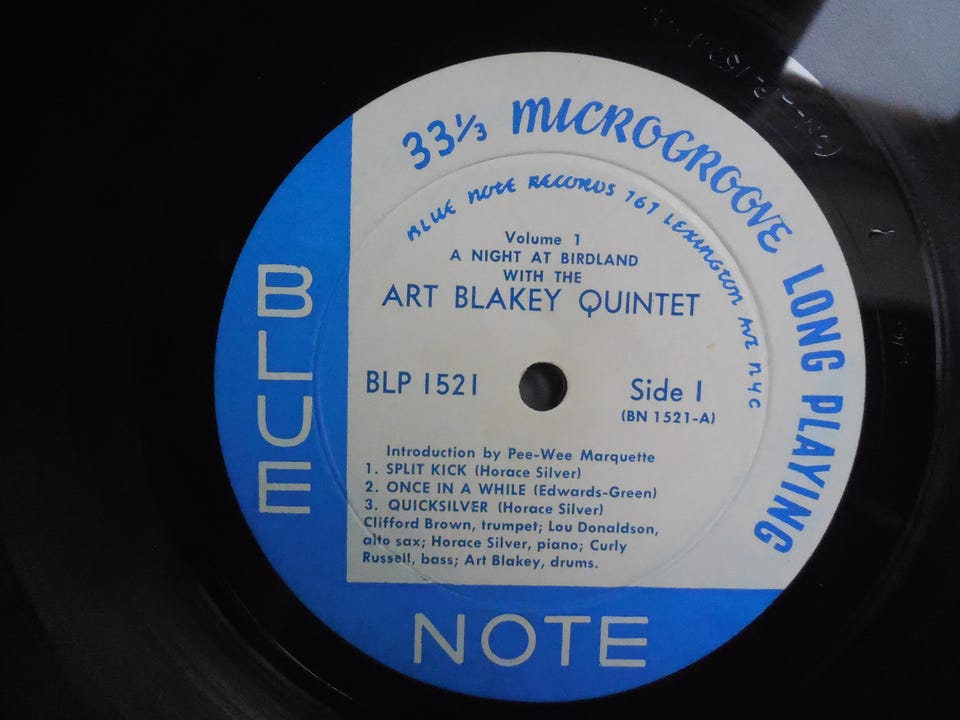 33⅓ MICROGROOVE LONG PLAYING
BLUE NOTE RECORDS 767 LEXINGTON AVE NYC
Volume 1
A NIGHT AT BIRDLAND
WITH THE
ART BLAKEY QUINTET
BLP 1521
Side 1
(BN 1521-A)
Introduction by Pee-Wee Marquette
1. SPLIT KICK (Horace Silver)
2. ONCE IN A WHILE (Edwards-Green)
3. QUICKSILVER (Horace Silver)
Clifford Brown, trumpet; Lou Donaldson,
alto sax; Horace Silver, piano; Curly
Russell, bass; Art Blakey, drums.
BLUE
NOTE